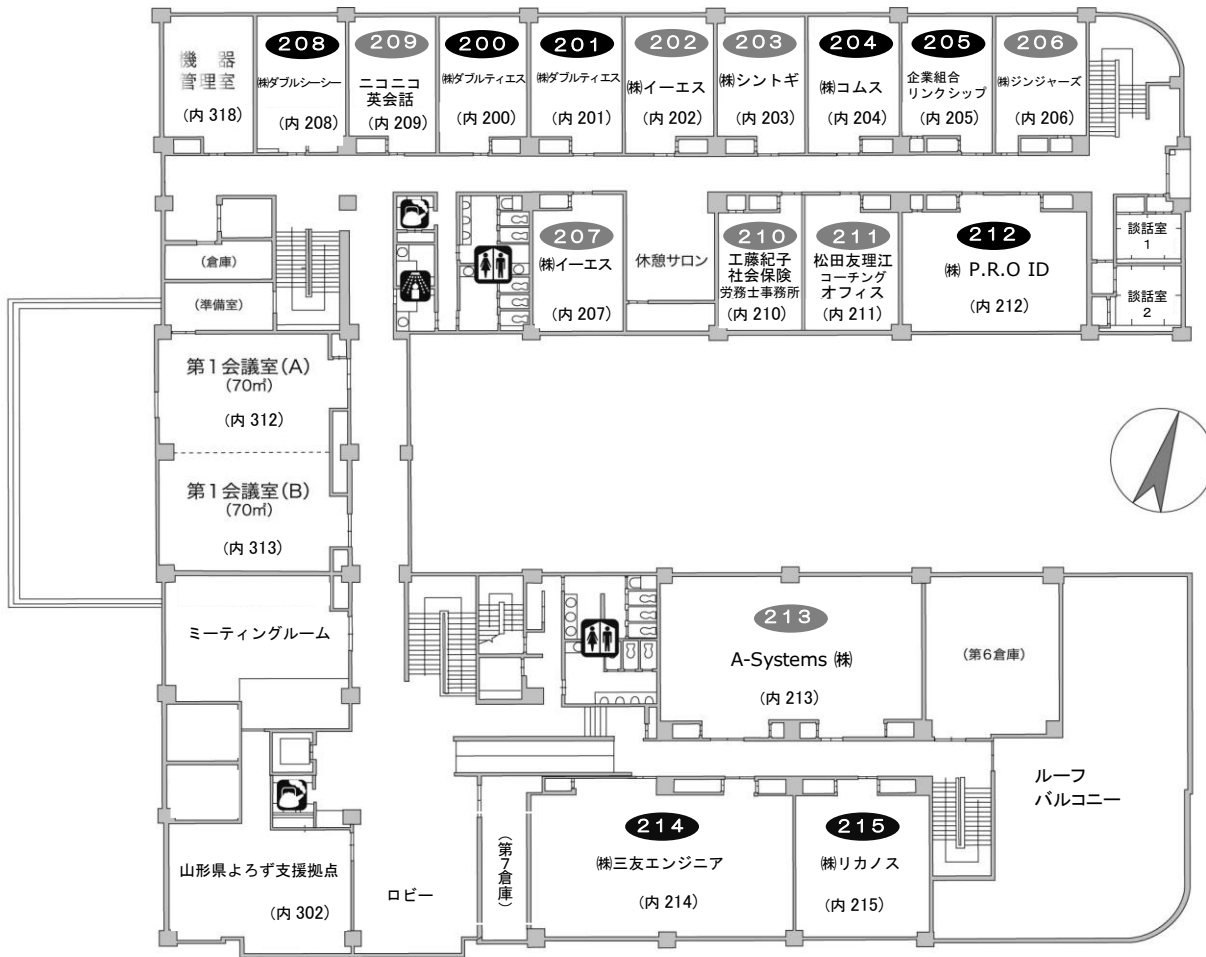 機 器
管理室
(内 318)
208
㈱ダブルシーシー
(内 208)
209
ニコニコ
英会話
(内 209)
200
㈱ダブルティエス
(内 200)
201
㈱ダブルティエス
(内 201)
202
㈱イーエス
(内 202)
203
㈱シントギ
(内 203)
204
㈱コムス
(内 204)
205
企業組合
リンクシップ
(内 205)
206
㈱ジンジャーズ
(内 206)
(倉庫)
(準備室)
207
㈱イーエス
(内 207)
休憩サロン
210
工藤紀子
社会保険
労務士事務所
(内 210)
211
松田友理江
コーチング
オフィス
(内 211)
212
㈱ P.R.O ID
(内 212)
談話室
1
談話室
2
第1会議室(A)
(70㎡)
(内 312)
第1会議室(B)
(70㎡)
(内 313)
ミーティングルーム
213
A-Systems ㈱
(内 213)
(第6倉庫)
ルーフ
バルコニー
山形県よろず支援拠点
(内 302)
ロビー
(第7倉庫)
214
㈱三友エンジニア
(内 214)
215
㈱リカノス
(内 215)